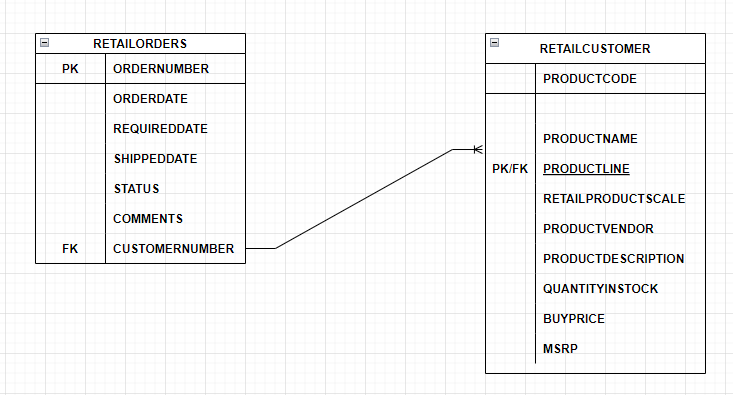 RETAILORDERS
PK ORDERNUMBER
ORDERDATE
REQUIREDDATE
SHIPPEDDATE
STATUS
COMMENTS
FK CUSTOMERNUMBER
RETAILCUSTOMER
PRODUCTCODE
PRODUCTNAME
PK/FK PRODUCTLINE
RETAILPRODUCTSCALE
PRODUCTVENDOR
PRODUCTDESCRIPTION
QUANTITYINSTOCK
BUYPRICE
MSRP